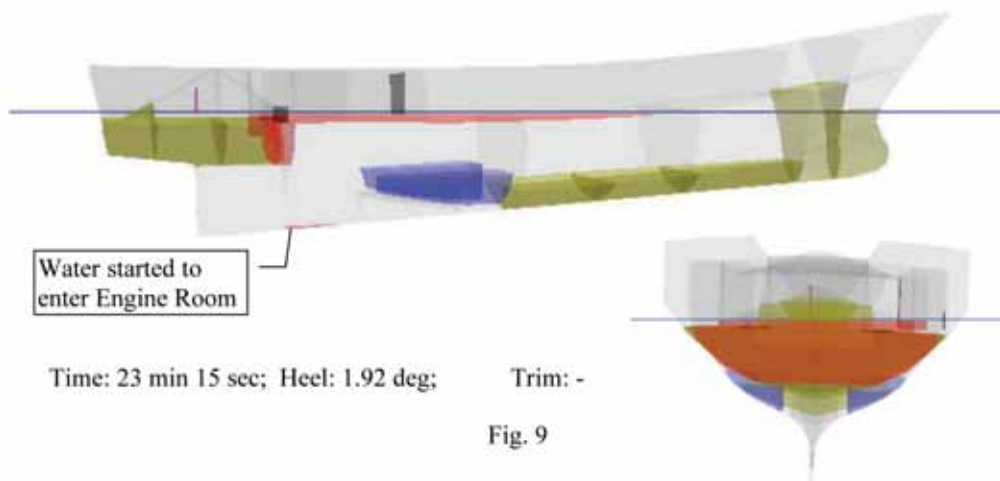 Water started to
enter Engine Room
Time: 23 min 15 sec; Heel: 1.92 deg; Trim: -
Fig. 9